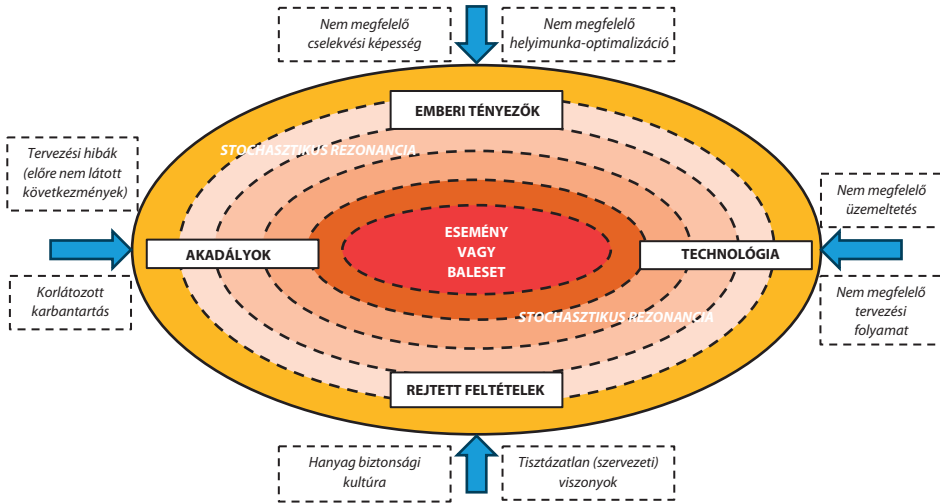 Nem megfelelő
cselekvési képesség
Nem megfelelő
helyimunka-optimalizáció
EMBERI TÉNYEZŐK
STOCHASZTIKUS REZONANCIA
Tervezési hibák
(előre nem látott
következmények)
Nem megfelelő
üzemeltetés
AKADÁLYOK
ESEMÉNY
VAGY
BALESET
TECHNOLÓGIA
Korlátozott
karbantartás
Nem megfelelő
tervezési
folyamat
STOCHASZTIKUS REZONANCIA
REJTETT FELTÉTELEK
Hanyag biztonsági
kultúra
Tisztázatlan (szervezeti)
viszonyok